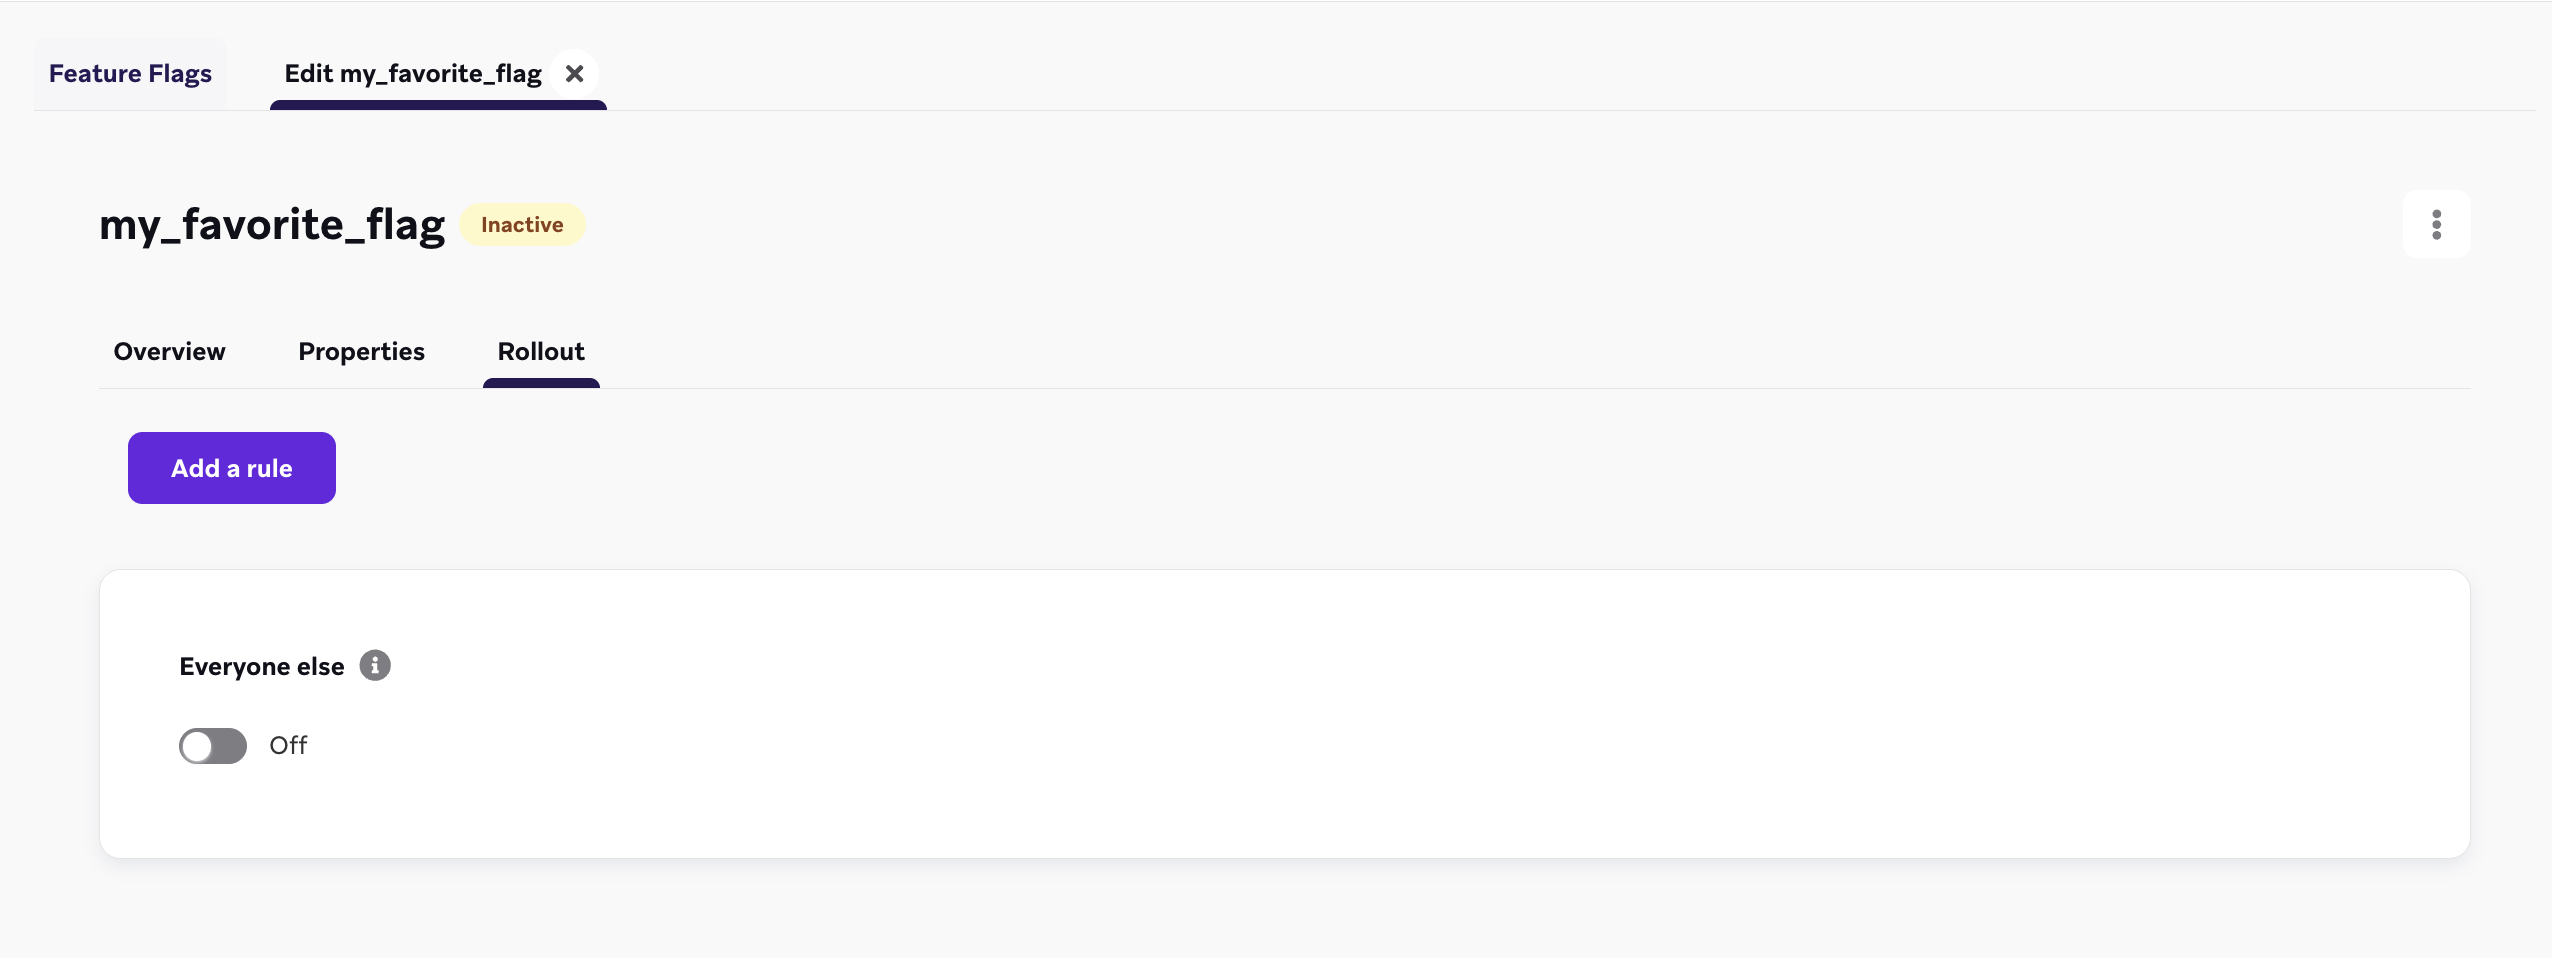 Feature Flags
Edit my_favorite_flag
my_favorite_flag
Inactive
Overview
Properties
Rollout
Add a rule
Everyone else
Off